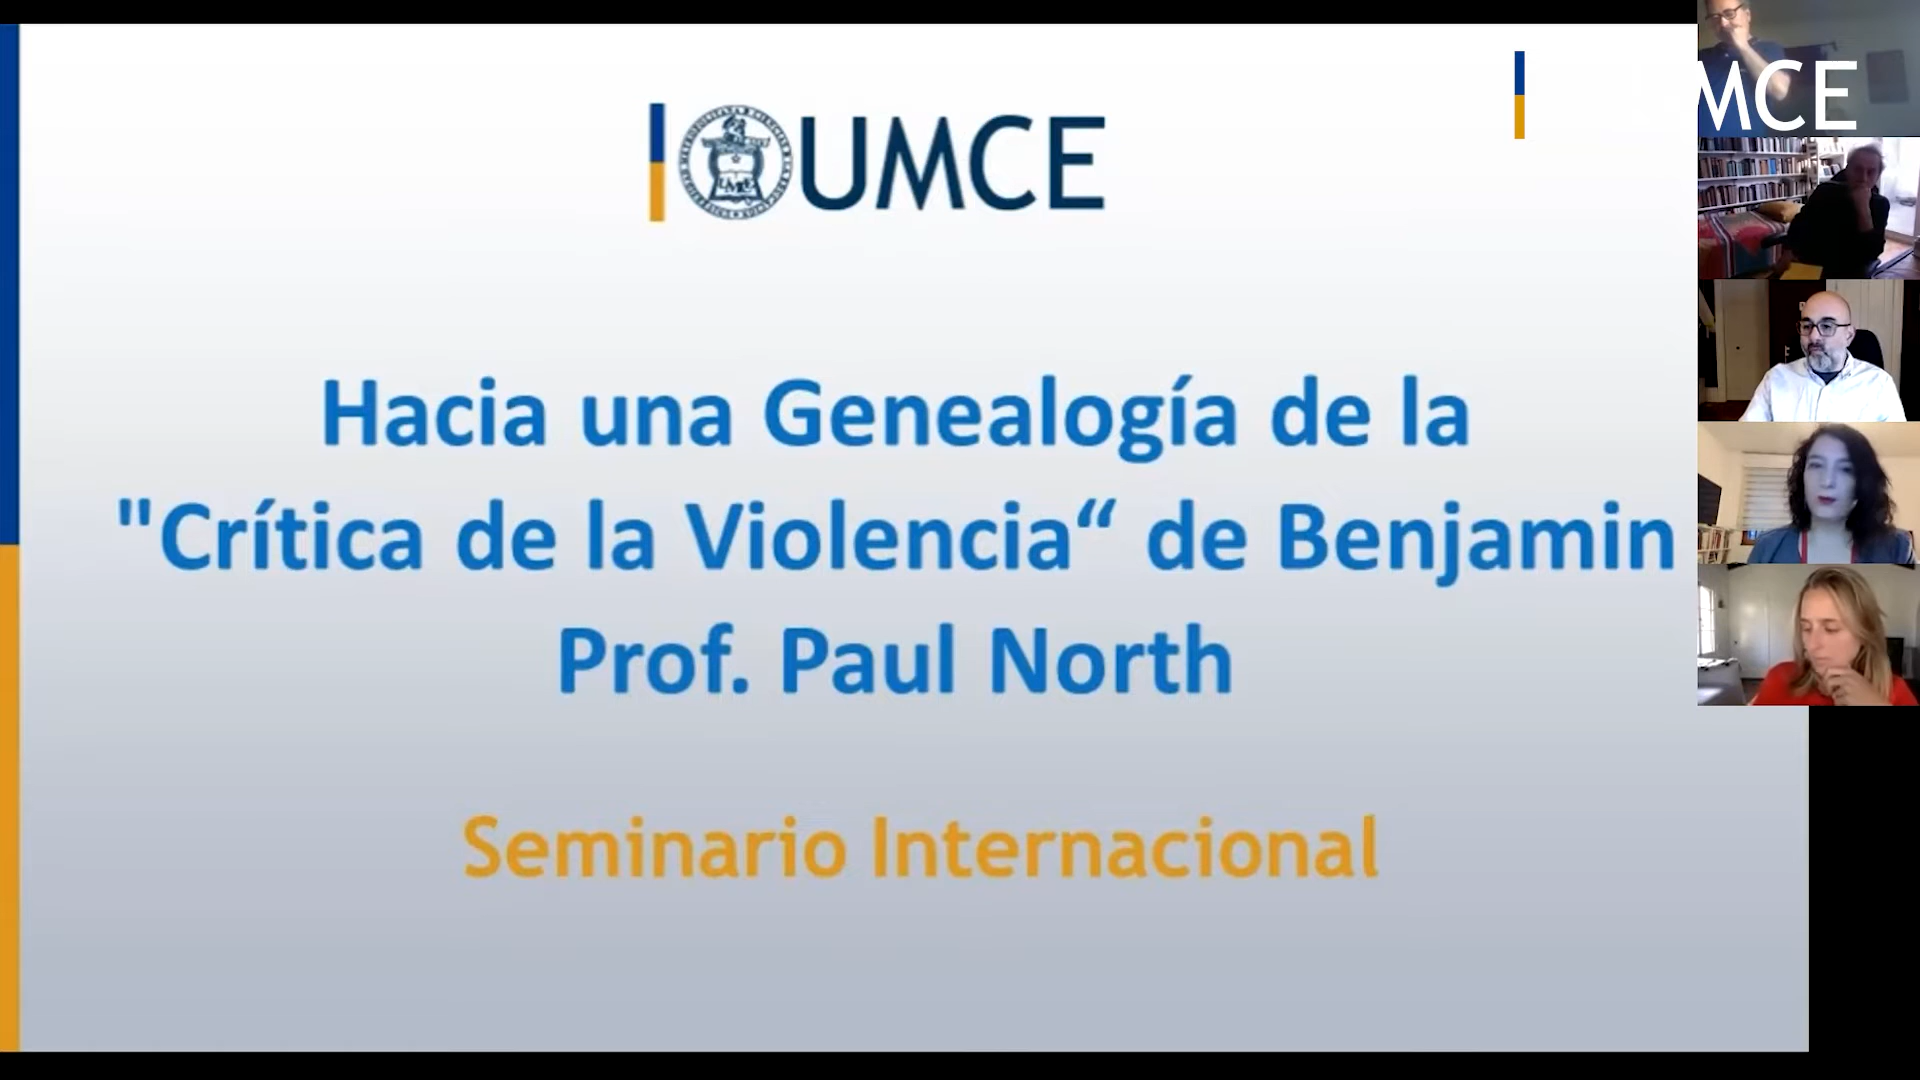 UMCE
MCE
Hacia una Genealogía de la
"Crítica de la Violencia“ de Benjamin
Prof. Paul North
Seminario Internacional